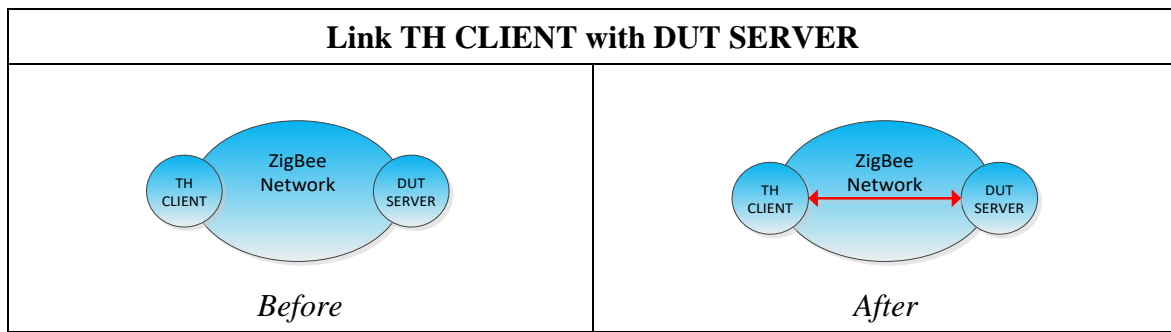 Link TH CLIENT with DUT SERVER
ZigBee
Network
TH
CLIENT
DUT
SERVER
Before
ZigBee
Network
TH
CLIENT
DUT
SERVER
After